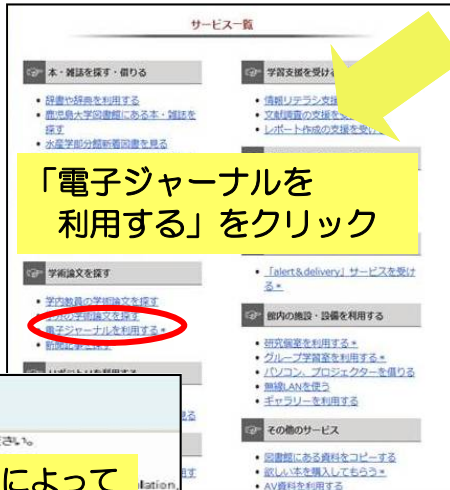 サービス一覧
本・雑誌を探す・借りる
辞書や辞典を利用する
鹿児島大学図書館にある本・雑誌を
探す
水産学部分館新着図書を見る
「電子ジャーナルを
利用する」をクリック
学術論文を探す
学内教員の学術論文を探す
の学術論文を探す
電子ジャーナルを利用する*
新聞記事を探す
学習支援を受ける
情報リテラシ支援
文献調査の支援を受
レポート作成の支援を受け
「alert&delivery」サービスを受け
る*
館内の施設・設備を利用する
研究個室を利用する*
グループ学習室を利用する*
パソコン、プロジェクターを借りる
無線LANを使う
ギャラリーを利用する
その他のサービス
図書館にある資料をコピーする
欲しい本を購入してもらう*
AV資料を利用する
ださい。
によって
lation,